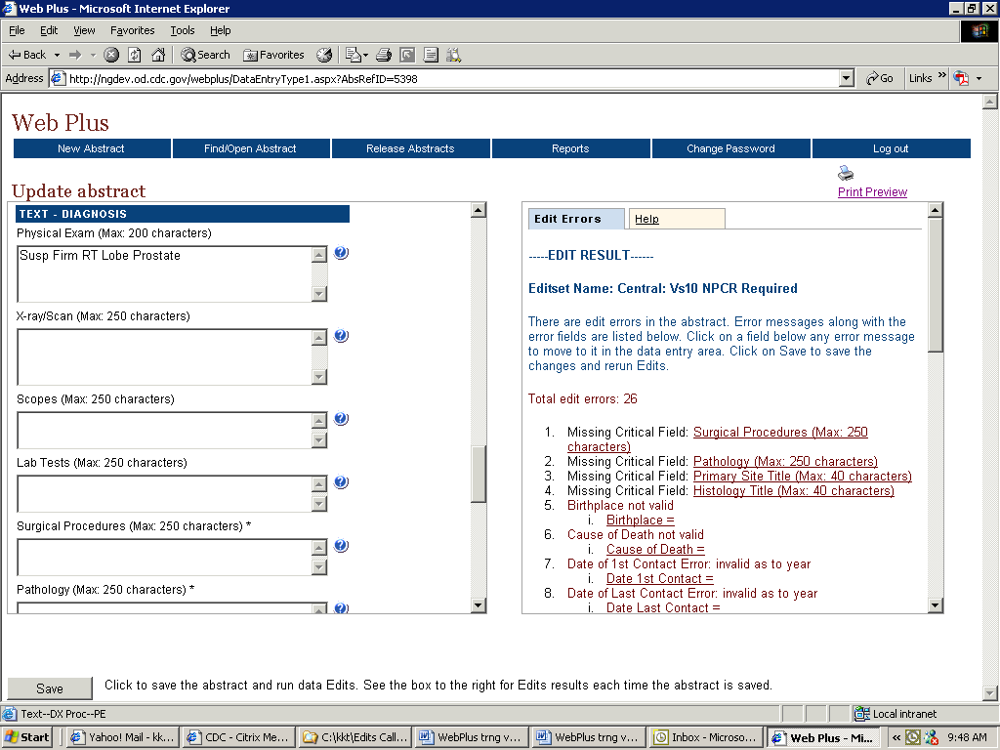 Web Plus - Microsoft Internet Explorer
File Edit View Favorites Tools Help
Back Search Favorites
Address http://ngdev.od.cdc.gov/webplus/DataEntryType1.aspx?AbsRefID=5398 Go Links »
Web Plus
New Abstract Find/Open Abstract Release Abstracts Reports Change Password Log out
Update abstract
Print Preview
TEXT - DIAGNOSIS
Physical Exam (Max: 200 characters)
Susp Firm RT Lobe Prostate
X-ray/Scan (Max: 250 characters)
Scopes (Max: 250 characters)
Lab Tests (Max: 250 characters)
Surgical Procedures (Max: 250 characters) *
Pathology (Max: 250 characters) *
Edit Errors Help
-----EDIT RESULT------
Editset Name: Central: Vs10 NPCR Required
There are edit errors in the abstract. Error messages along with the
error fields are listed below. Click on a field below any error message
to move to it in the data entry area. Click on Save to save the
changes and rerun Edits.
Total edit errors: 26
1. Missing Critical Field: Surgical Procedures (Max: 250
characters)
2. Missing Critical Field: Pathology (Max: 250 characters)
3. Missing Critical Field: Primary Site Title (Max: 40 characters)
4. Missing Critical Field: Histology Title (Max: 40 characters)
5. Birthplace not valid
i. Birthplace =
6. Cause of Death not valid
i. Cause of Death =
7. Date of 1st Contact Error: invalid as to year
i. Date 1st Contact =
8. Date of Last Contact Error: invalid as to year
i. Date Last Contact =
Save Click to save the abstract and run data Edits. See the box to the right for Edits results each time the abstract is saved.
Text--DX Proc--PE Local intranet
Start Yahoo! Mail - kk... CDC - Citrix Me... C:\kkt\Edits Call... WebPlus trng v... WebPlus trng v... Inbox - Microso... Web Plus - Mi... « 9:48 AM